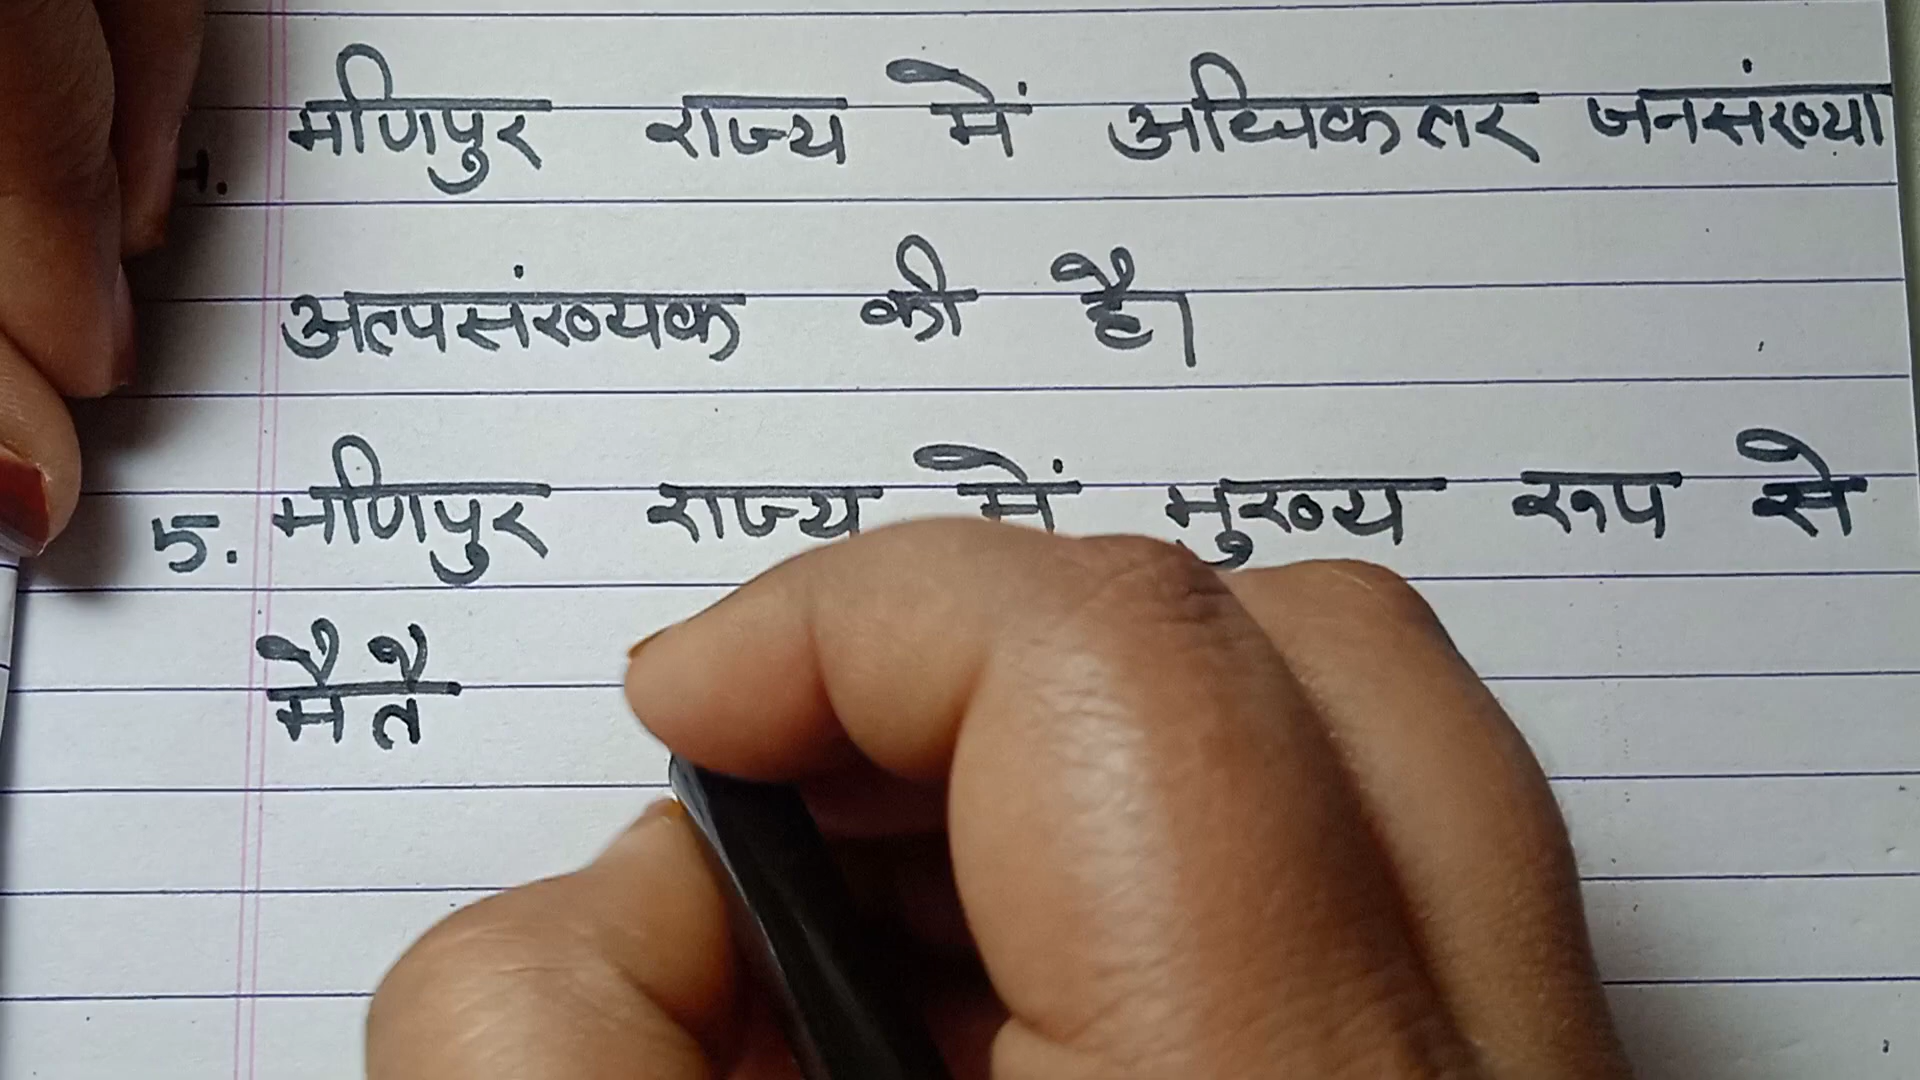 4. मणिपुर राज्य में अधिकतर जनसंख्या
अल्पसंख्यक की है।
5. मणिपुर राज्य में मुख्य रूप से
मैतै